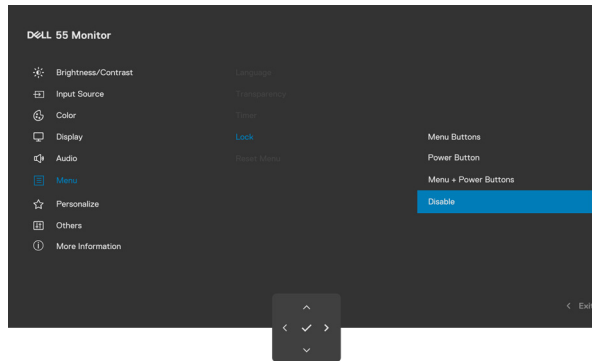 DELL 55 Monitor
Brightness/Contrast
Input Source
Color
Display
Audio
Menu
Personalize
Others
More Information
Language
Transparency
Timer
Lock
Reset Menu
Menu Buttons
Power Button
Menu + Power Buttons
Disable
Exit